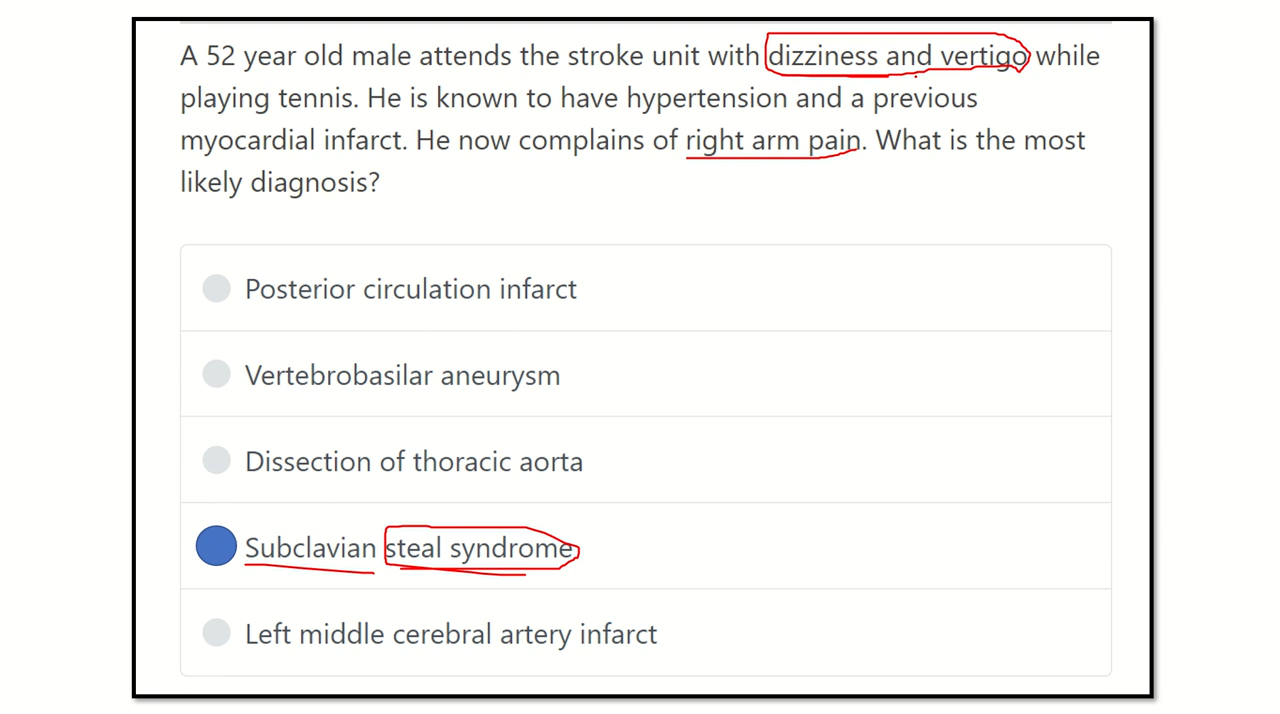 A 52 year old male attends the stroke unit with dizziness and vertigo while
playing tennis. He is known to have hypertension and a previous
myocardial infarct. He now complains of right arm pain. What is the most
likely diagnosis?
Posterior circulation infarct
Vertebrobasilar aneurysm
Dissection of thoracic aorta
Subclavian steal syndrome
Left middle cerebral artery infarct